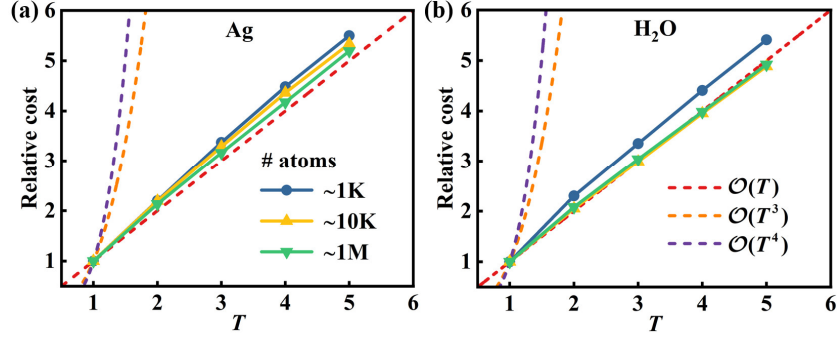 (a)
Ag
Relative cost
6
5
4
3
2
1
# atoms
~1K
~10K
~1M
1 2 3 4 5 6
T
(b)
H₂O
Relative cost
6
5
4
3
2
1
O(T)
O(T³)
O(T⁴)
1 2 3 4 5 6
T